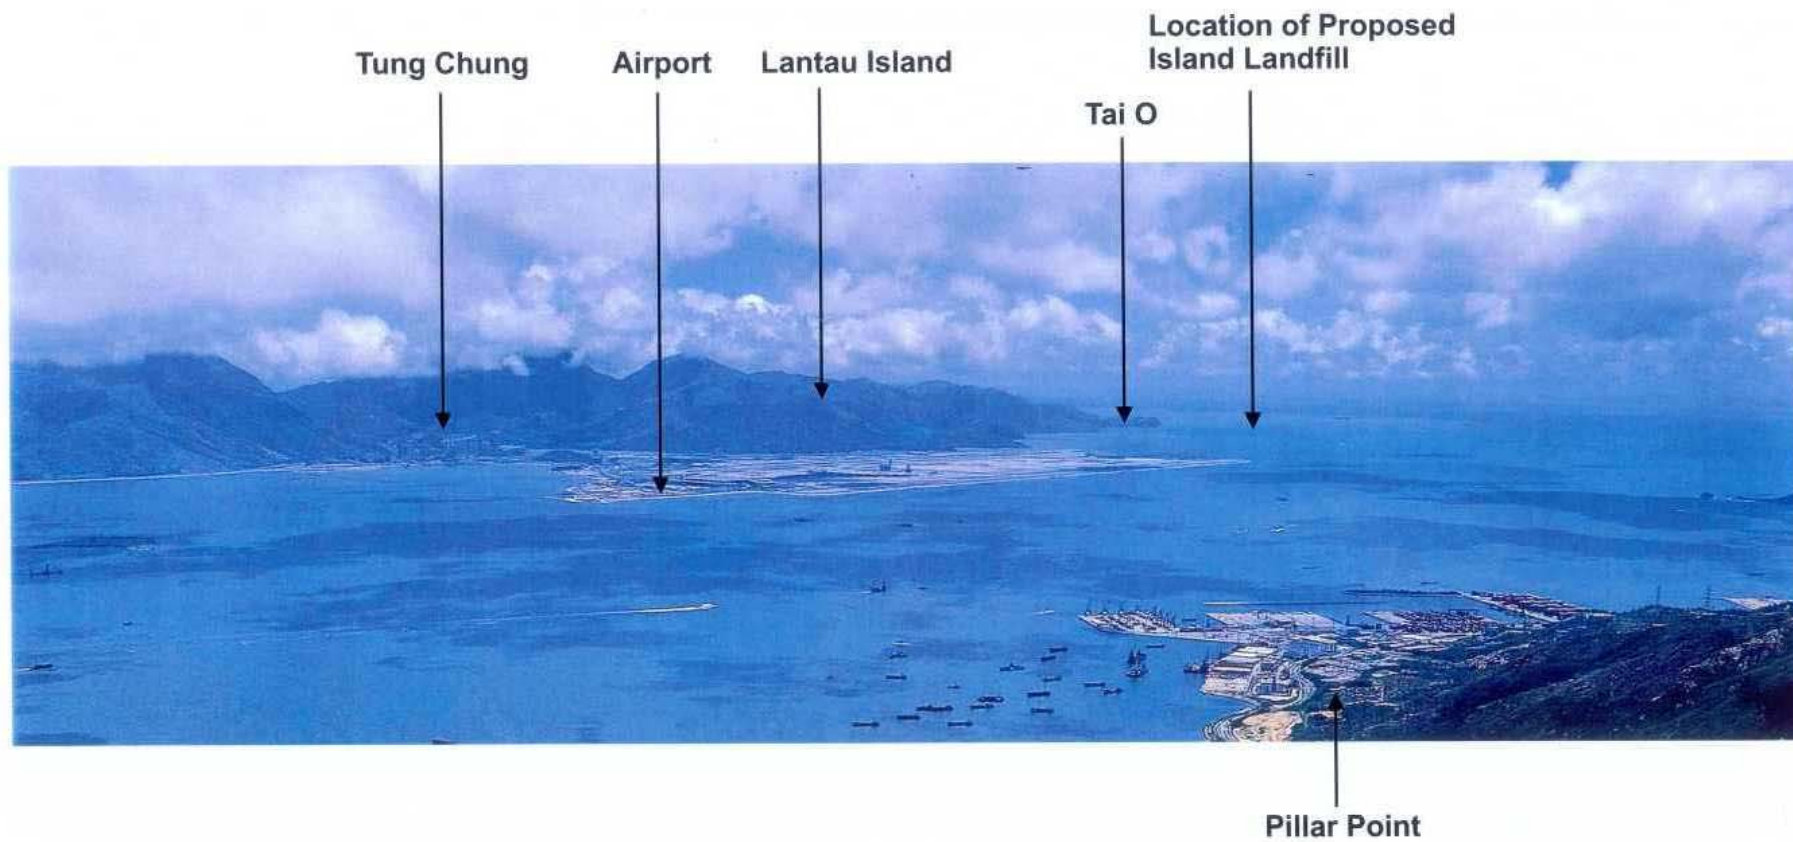 Location of Proposed
Island Landfill
Tung Chung
Airport
Lantau Island
Tai O
Pillar Point